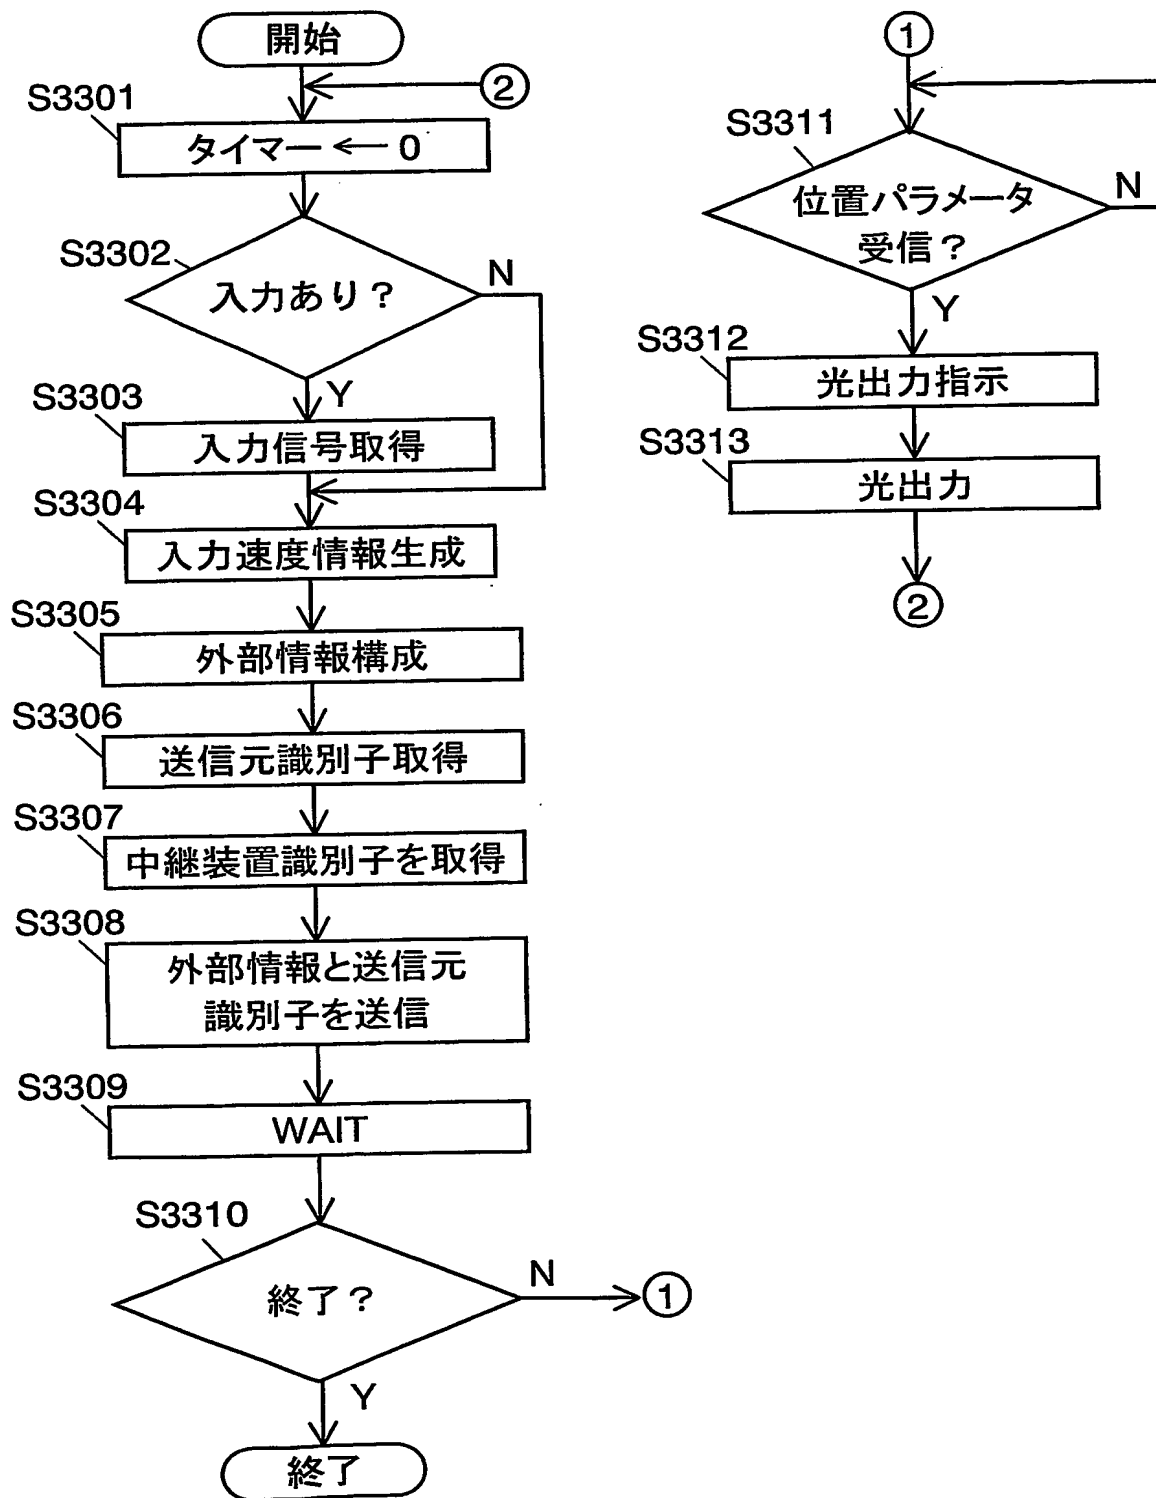 開始
②
S3301
タイマー ← 0
S3302
入力あり？
N
Y
S3303
入力信号取得
S3304
入力速度情報生成
S3305
外部情報構成
S3306
送信元識別子取得
S3307
中継装置識別子を取得
S3308
外部情報と送信元
識別子を送信
S3309
WAIT
S3310
終了？
N
①
Y
終了
①
S3311
位置パラメータ
受信？
N
Y
S3312
光出力指示
S3313
光出力
②